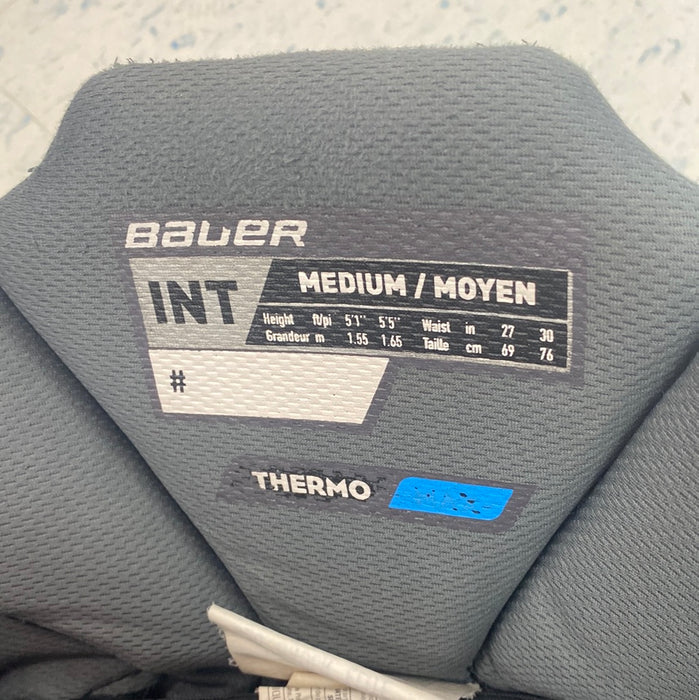 BAUER
INT
MEDIUM / MOYEN
Height ft/pi 5'1" 5'5" Waist in 27 30
Grandeur m 1.55 1.65 Taille cm 69 76
#
THERMO